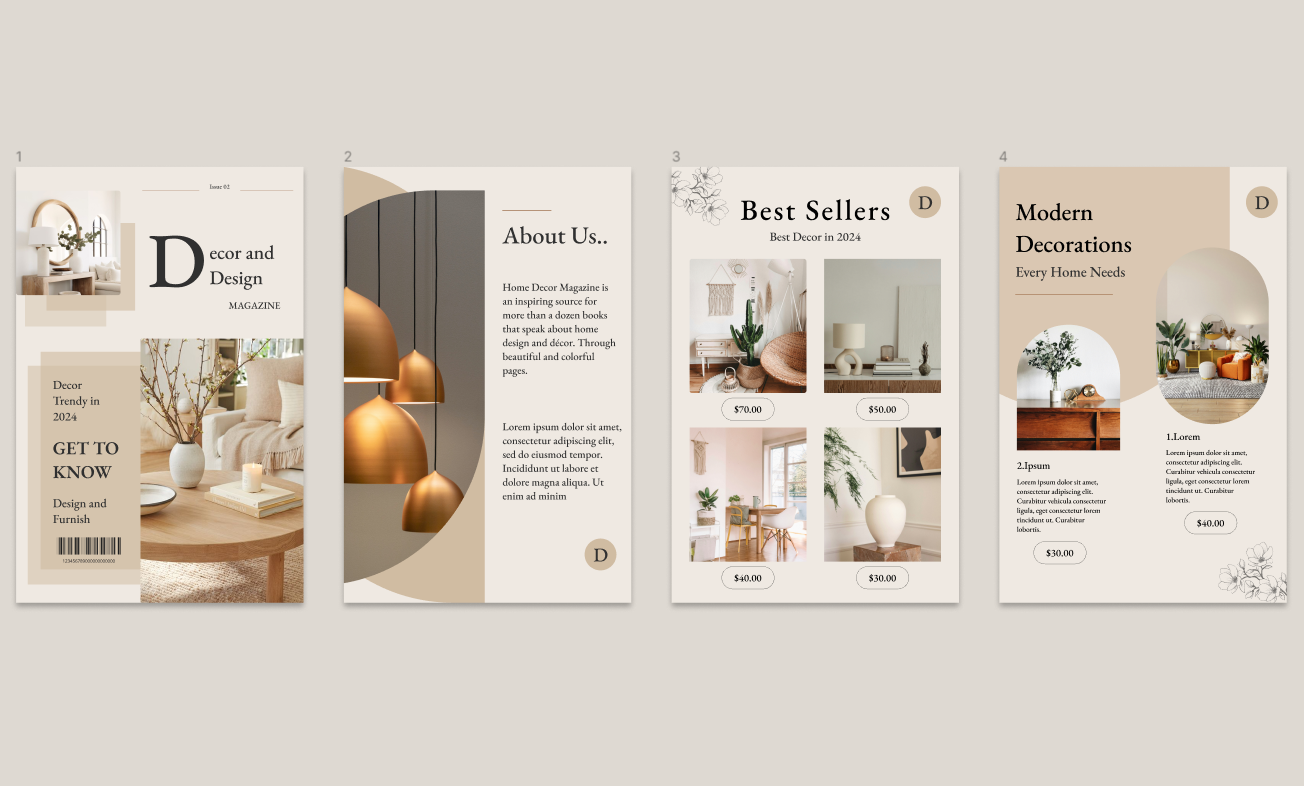 1
Issue 02
Decor and
Design
MAGAZINE
Decor
Trendy in
2024
GET TO
KNOW
Design and
Furnish
2
About Us..
Home Decor Magazine is
an inspiring source for
more than a dozen books
that speak about home
design and décor. Through
beautiful and colorful
pages.
Lorem ipsum dolor sit amet,
consectetur adipiscing elit,
sed do eiusmod tempor.
Incididunt ut labore et
dolore magna aliqua. Ut
enim ad minim
D
3
D
Best Sellers
Best Decor in 2024
$70.00
$50.00
$40.00
$30.00
4
D
Modern
Decorations
Every Home Needs
1.Lorem
Lorem ipsum dolor sit amet,
consectetur adipiscing elit.
Curabitur vehicula consectetur
ligula, eget consectetur lorem
tincidunt ut. Curabitur
lobortis.
$40.00
2.Ipsum
Lorem ipsum dolor sit amet,
consectetur adipiscing elit.
Curabitur vehicula consectetur
ligula, eget consectetur lorem
tincidunt ut. Curabitur
lobortis.
$30.00